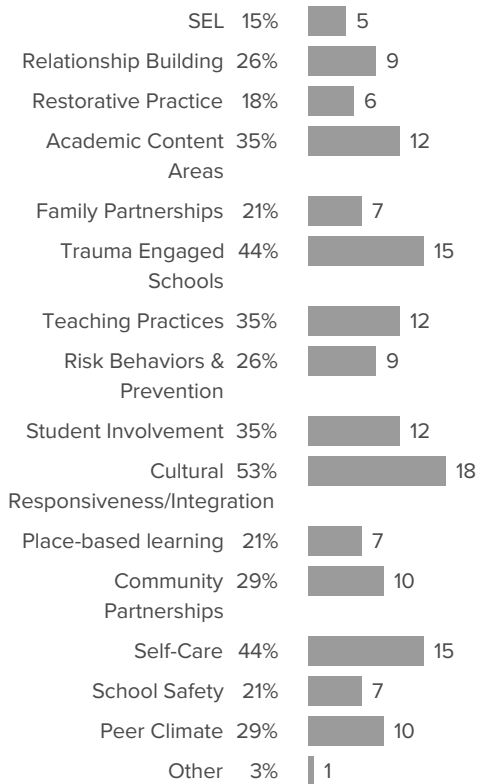 SEL 15% 5
Relationship Building 26% 9
Restorative Practice 18% 6
Academic Content 35% 12
Areas
Family Partnerships 21% 7
Trauma Engaged 44% 15
Schools
Teaching Practices 35% 12
Risk Behaviors & 26% 9
Prevention
Student Involvement 35% 12
Cultural 53% 18
Responsiveness/Integration
Place-based learning 21% 7
Community 29% 10
Partnerships
Self-Care 44% 15
School Safety 21% 7
Peer Climate 29% 10
Other 3% 1